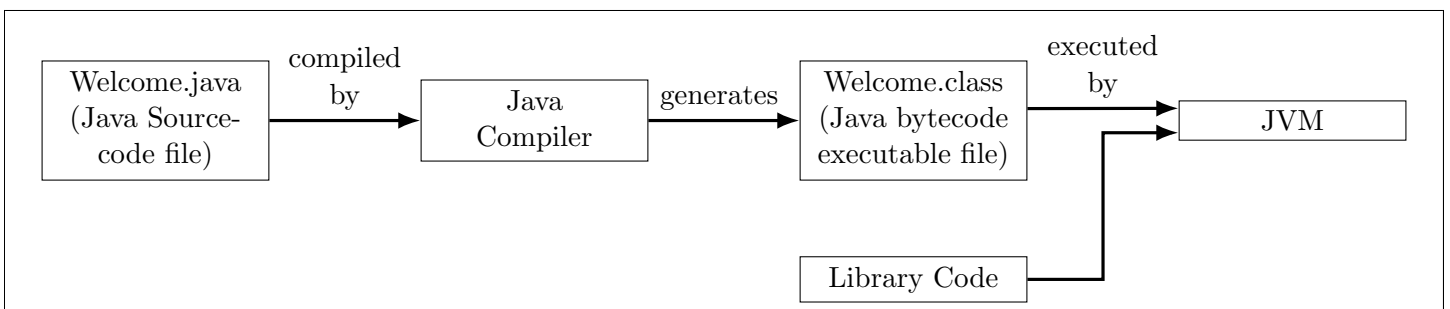 Welcome.java
(Java Source-
code file)
compiled
by
Java
Compiler
generates
Welcome.class
(Java bytecode
executable file)
executed
by
JVM
Library Code